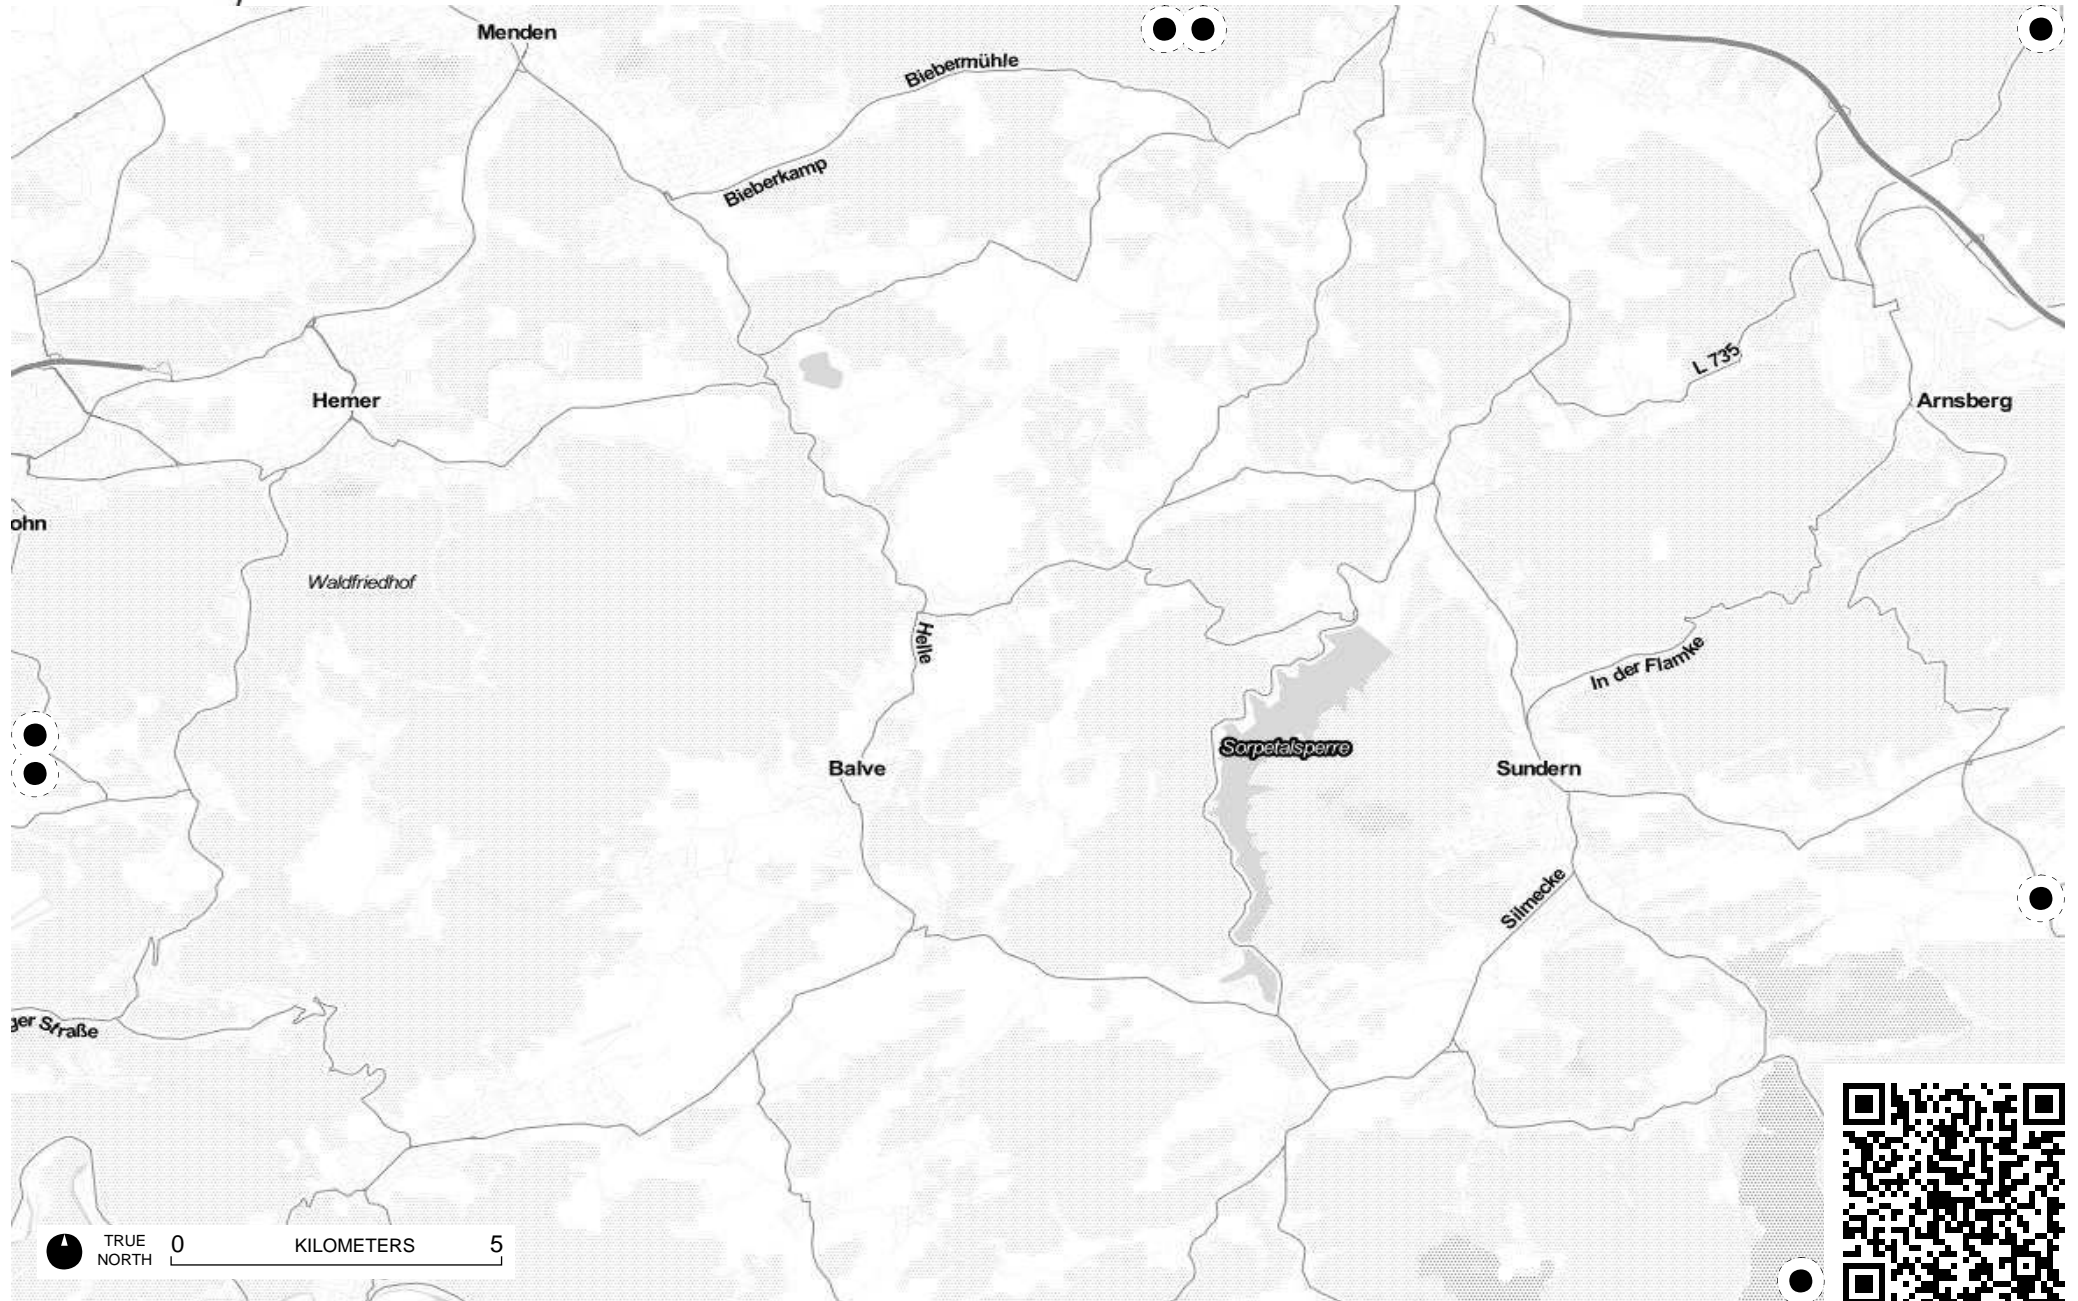 Menden
Biebermühle
Bieberkamp
L 735
Hemer
Arnsberg
ohn
Waldfriedhof
Helle
In der Flamke
Sorpetalsperre
Balve
Sundern
Silmecke
ger Straße
TRUE
NORTH
0 KILOMETERS 5